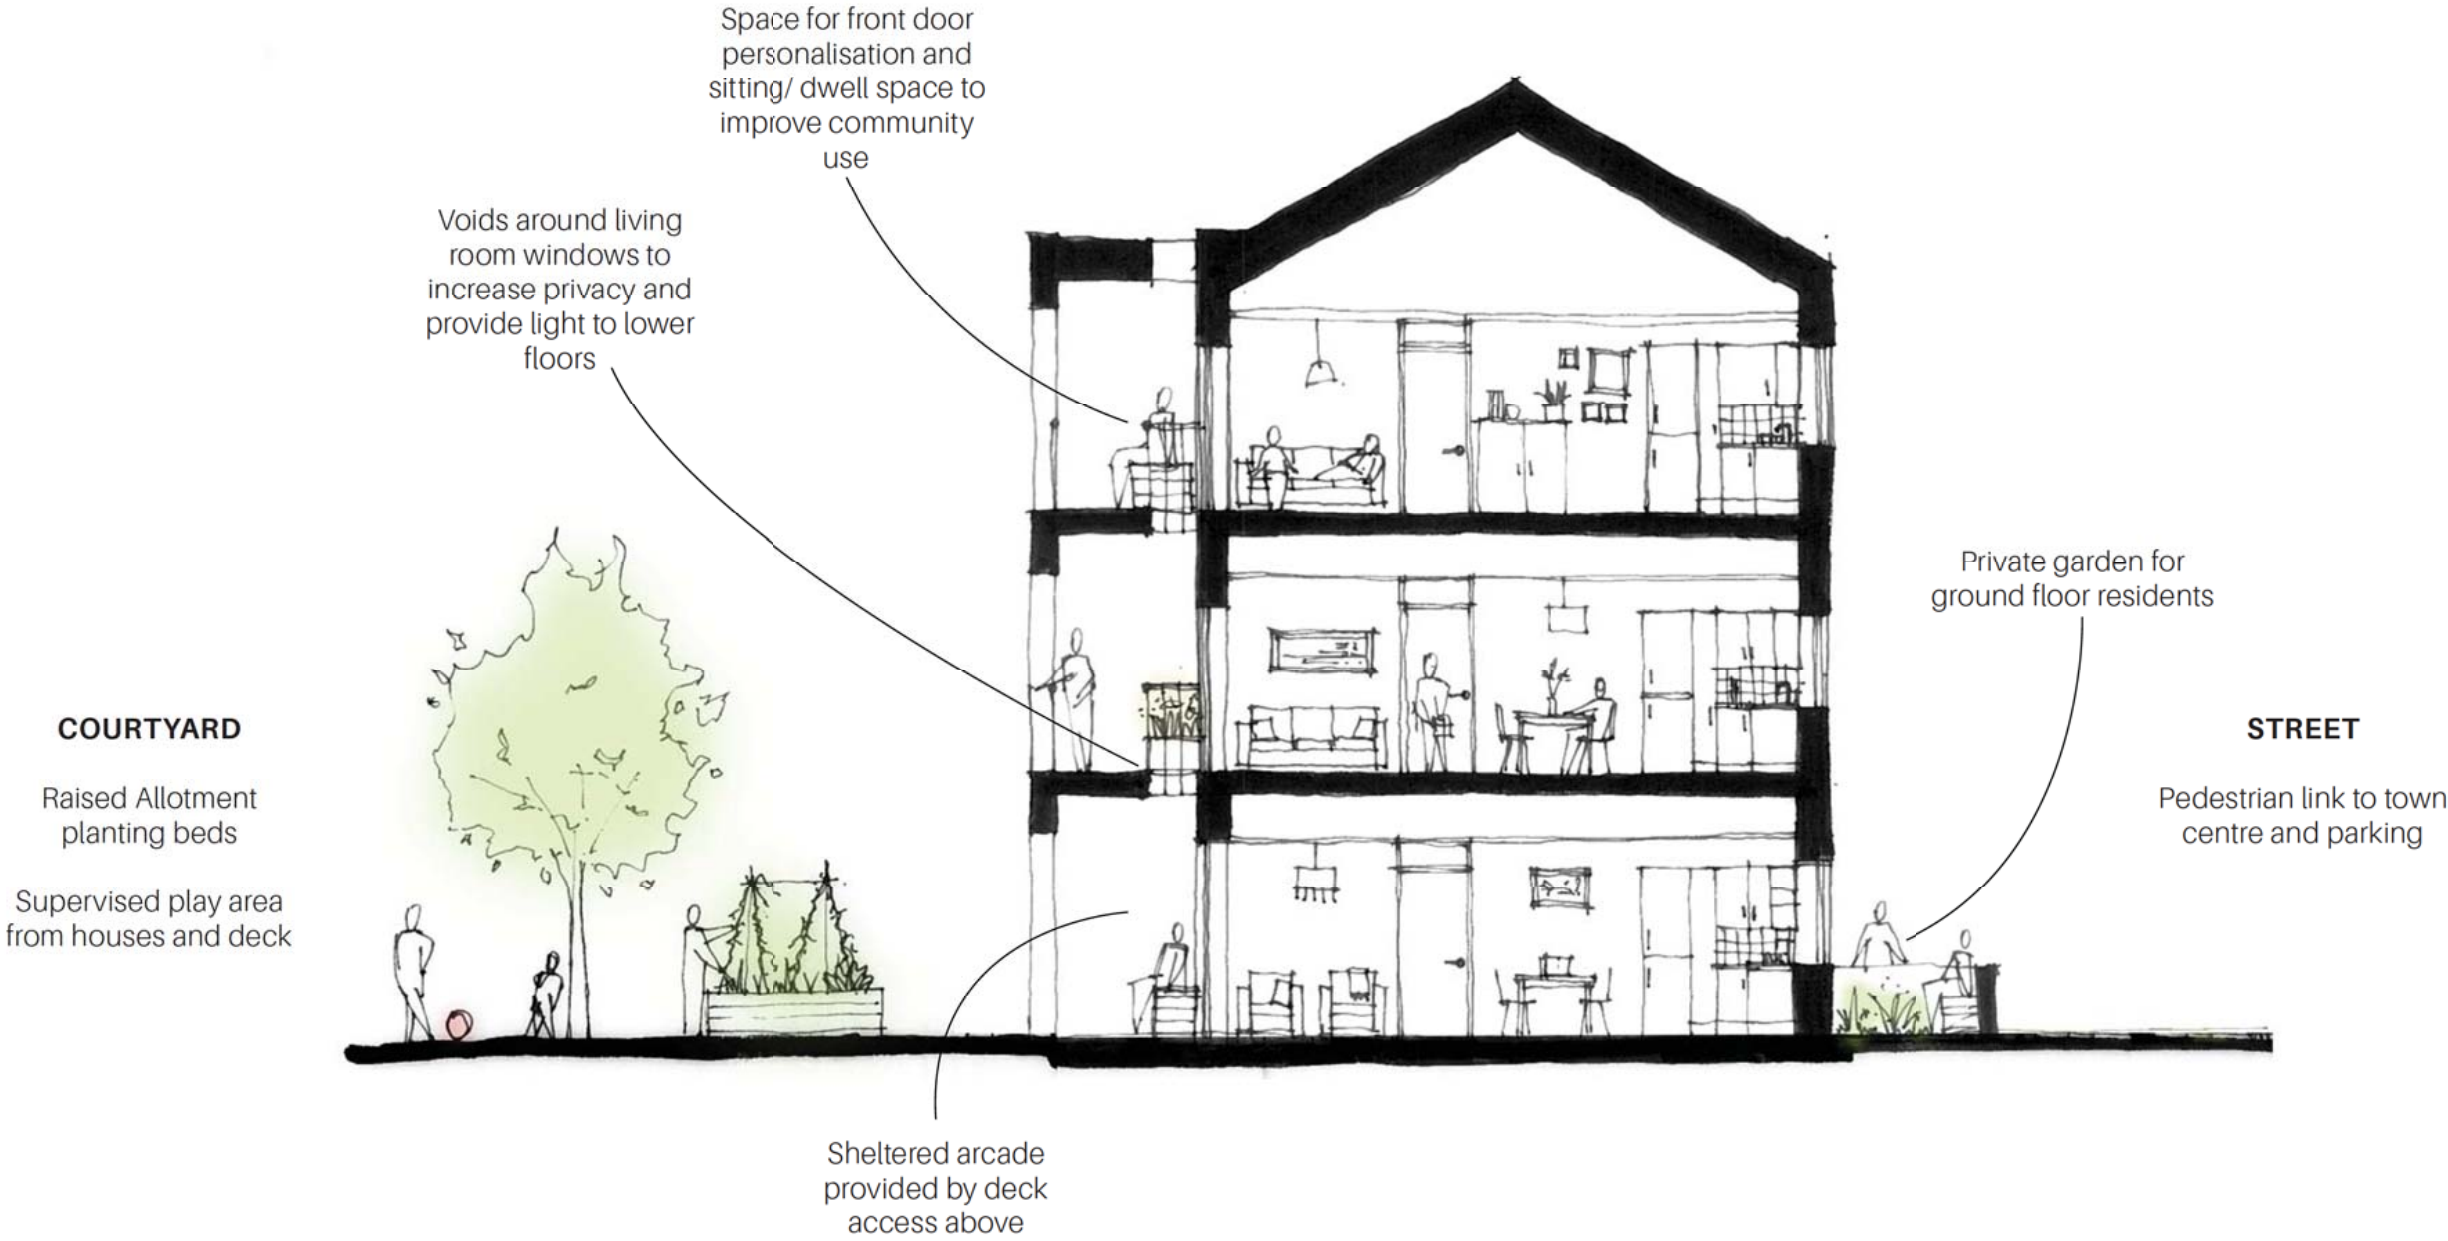 Space for front door
personalisation and
sitting/ dwell space to
improve community
use
Voids around living
room windows to
increase privacy and
provide light to lower
floors
Private garden for
ground floor residents
COURTYARD
Raised Allotment
planting beds
Supervised play area
from houses and deck
STREET
Pedestrian link to town
centre and parking
Sheltered arcade
provided by deck
access above